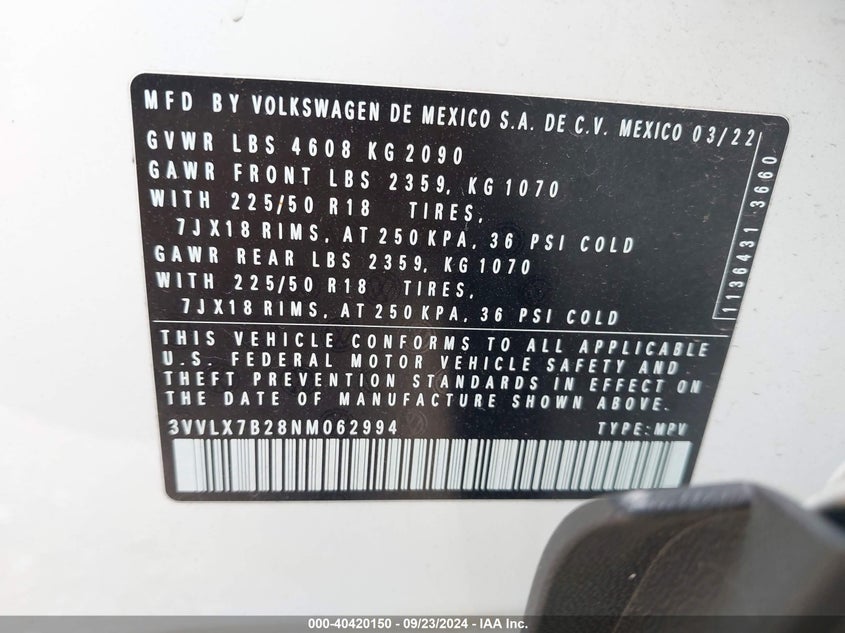 MFD BY VOLKSWAGEN DE MEXICO S.A. DE C.V. MEXICO 03/22
GVWR LBS 4608 KG 2090
GAWR FRONT LBS 2359, KG 1070
WITH 225/50 R18 TIRES,
7JX18 RIMS, AT 250 KPA, 36 PSI COLD
GAWR REAR LBS 2359, KG 1070
WITH 225/50 R18 TIRES,
7JX18 RIMS, AT 250 KPA, 36 PSI COLD
1136431 3660
THIS VEHICLE CONFORMS TO ALL APPLICABLE
U.S. FEDERAL MOTOR VEHICLE SAFETY AND
THEFT PREVENTION STANDARDS IN EFFECT ON
THE DATE OF MANUFACTURE SHOWN ABOVE.
3VVLX7B28NM062994 TYPE:MPV
000-40420150 - 09/23/2024 - IAA Inc.